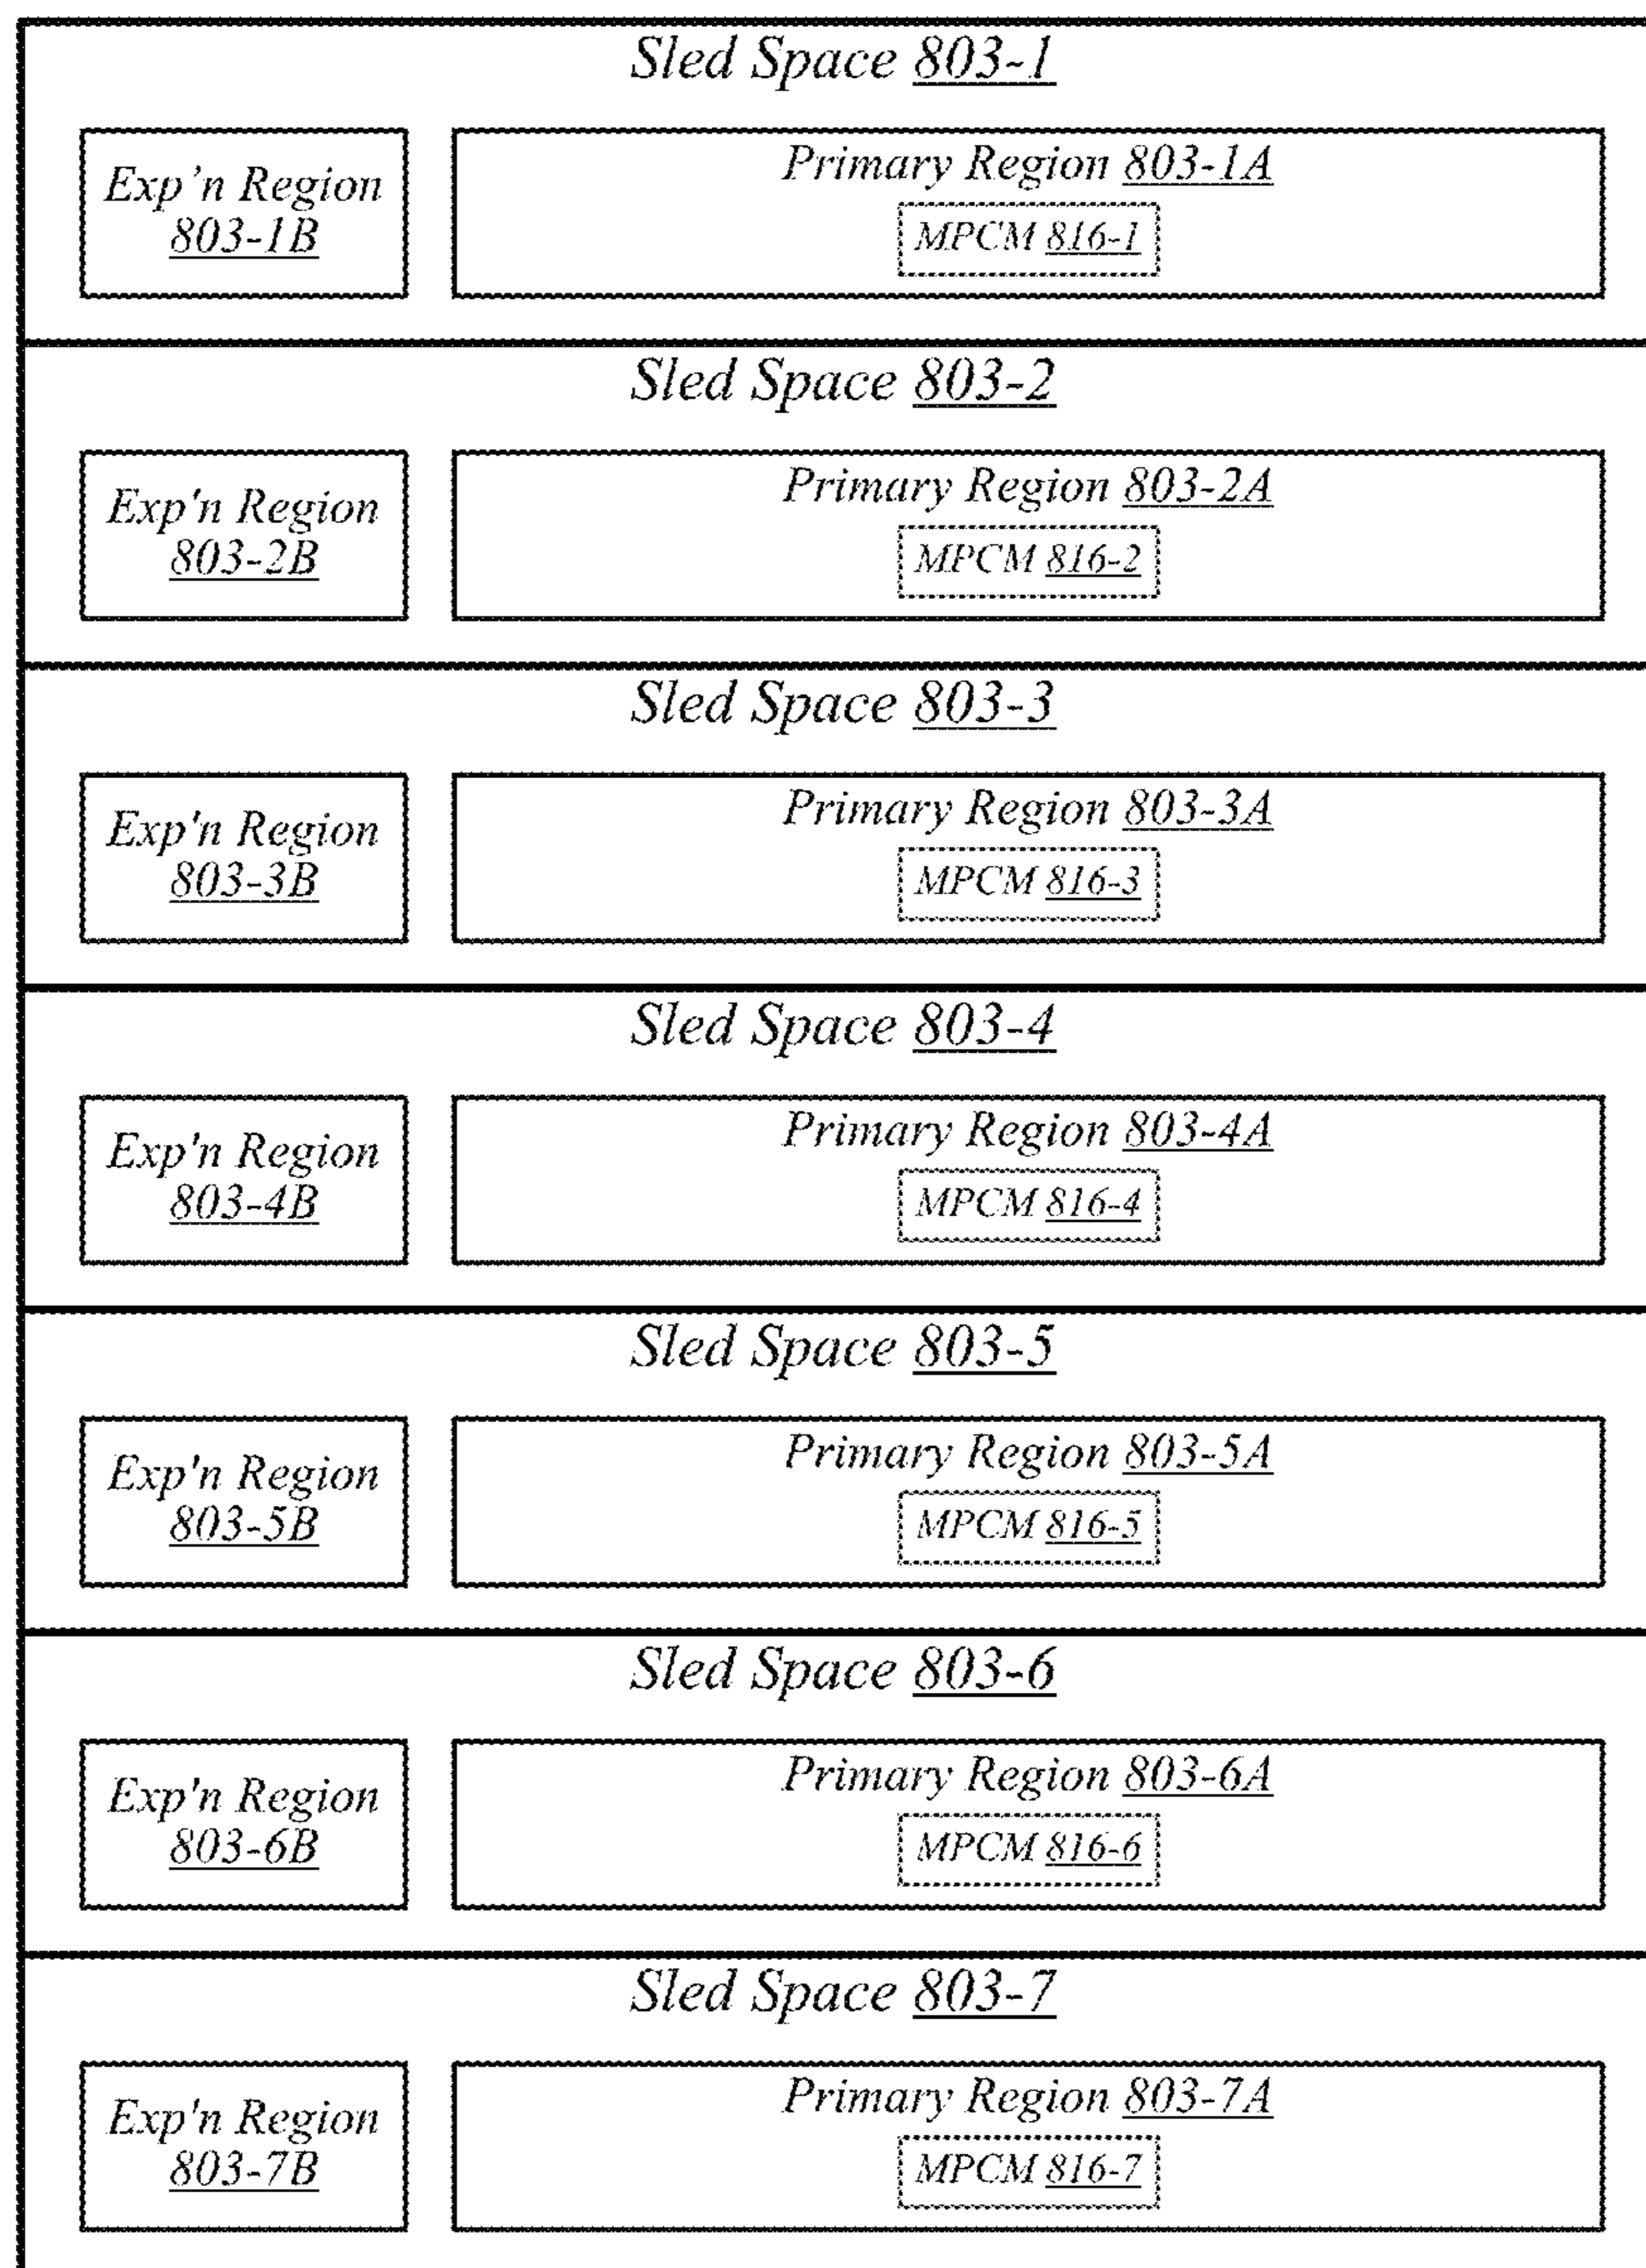 Sled Space 803-1
Exp’n Region
803-1B
Primary Region 803-1A
MPCM 816-1
Sled Space 803-2
Exp'n Region
803-2B
Primary Region 803-2A
MPCM 816-2
Sled Space 803-3
Exp'n Region
803-3B
Primary Region 803-3A
MPCM 816-3
Sled Space 803-4
Exp'n Region
803-4B
Primary Region 803-4A
MPCM 816-4
Sled Space 803-5
Exp'n Region
803-5B
Primary Region 803-5A
MPCM 816-5
Sled Space 803-6
Exp'n Region
803-6B
Primary Region 803-6A
MPCM 816-6
Sled Space 803-7
Exp'n Region
803-7B
Primary Region 803-7A
MPCM 816-7